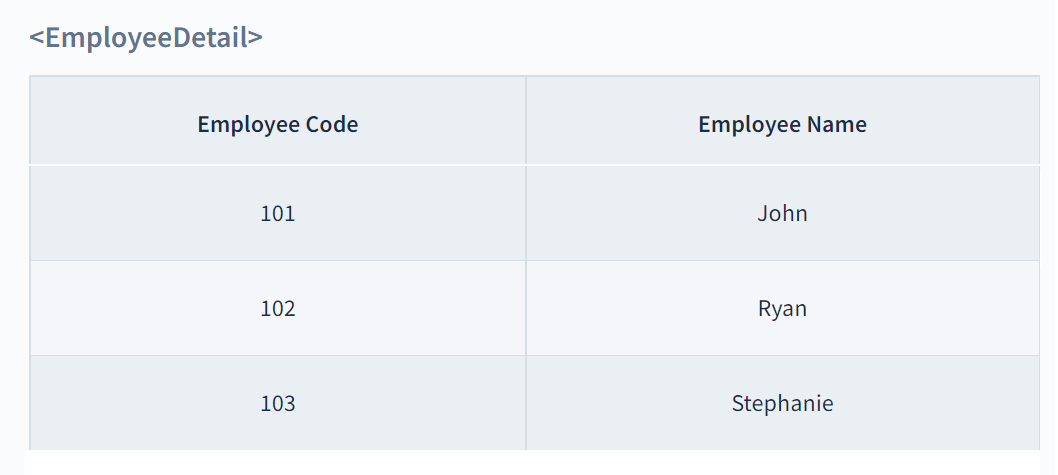 <EmployeeDetail>
Employee Code Employee Name
101 John
102 Ryan
103 Stephanie